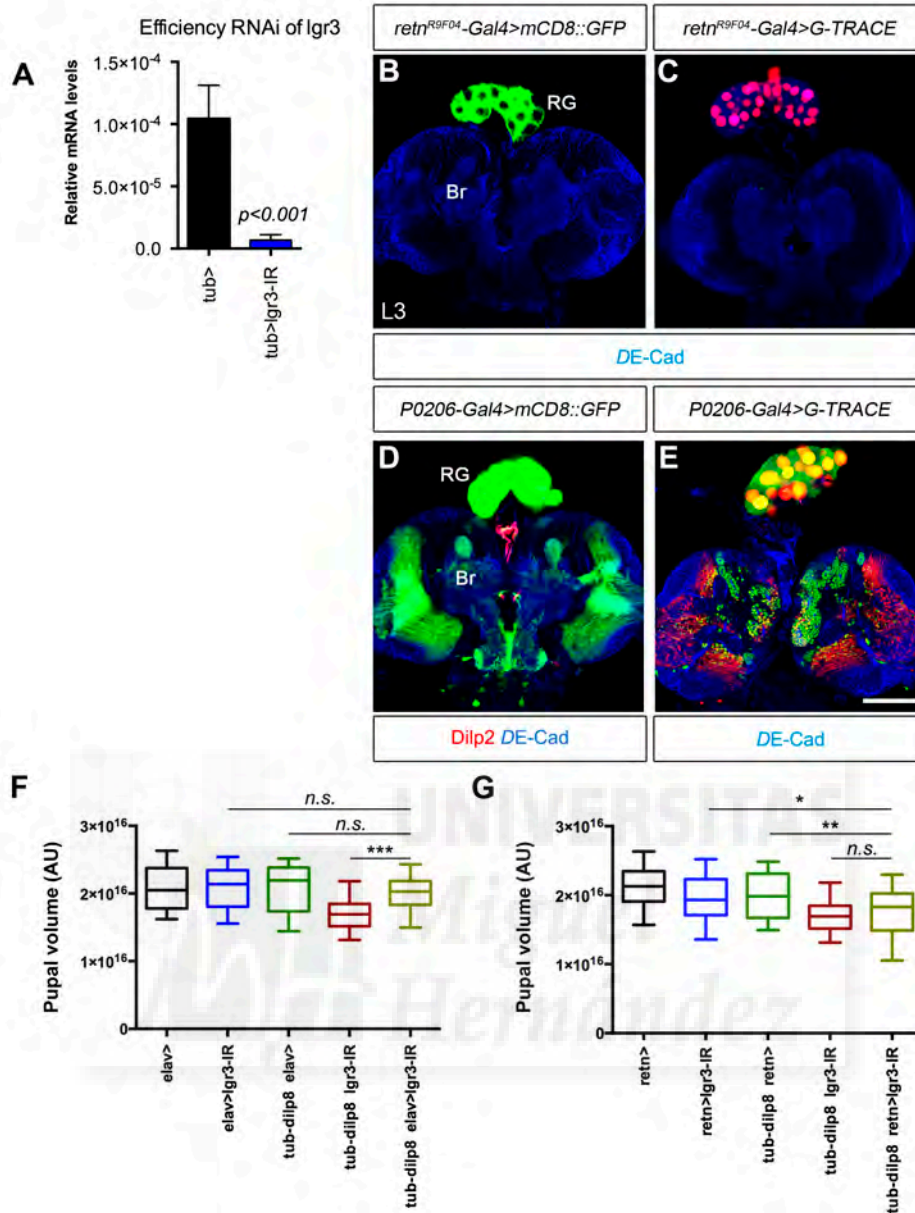 Efficiency RNAi of lgr3
A
Relative mRNA levels
1.5×10⁻⁴
1.0×10⁻⁴
5.0×10⁻⁵
0.0
p<0.001
tub>
tub>lgr3-IR
retnR9F04-Gal4>mCD8::GFP
retnR9F04-Gal4>G-TRACE
B
RG
Br
L3
C
DE-Cad
P0206-Gal4>mCD8::GFP
P0206-Gal4>G-TRACE
D
RG
Br
E
Dilp2 DE-Cad
DE-Cad
F
n.s.
n.s.
***
Pupal volume (AU)
3×10¹⁶
2×10¹⁶
1×10¹⁶
0
elav>
elav>lgr3-IR
tub-dilp8 elav>
tub-dilp8 lgr3-IR
tub-dilp8 elav>lgr3-IR
G
*
**
n.s.
Pupal volume (AU)
3×10¹⁶
2×10¹⁶
1×10¹⁶
0
retn>
retn>lgr3-IR
tub-dilp8 retn>
tub-dilp8 lgr3-IR
tub-dilp8 retn>lgr3-IR
UNIVERSITAS
Miguel
Hernández